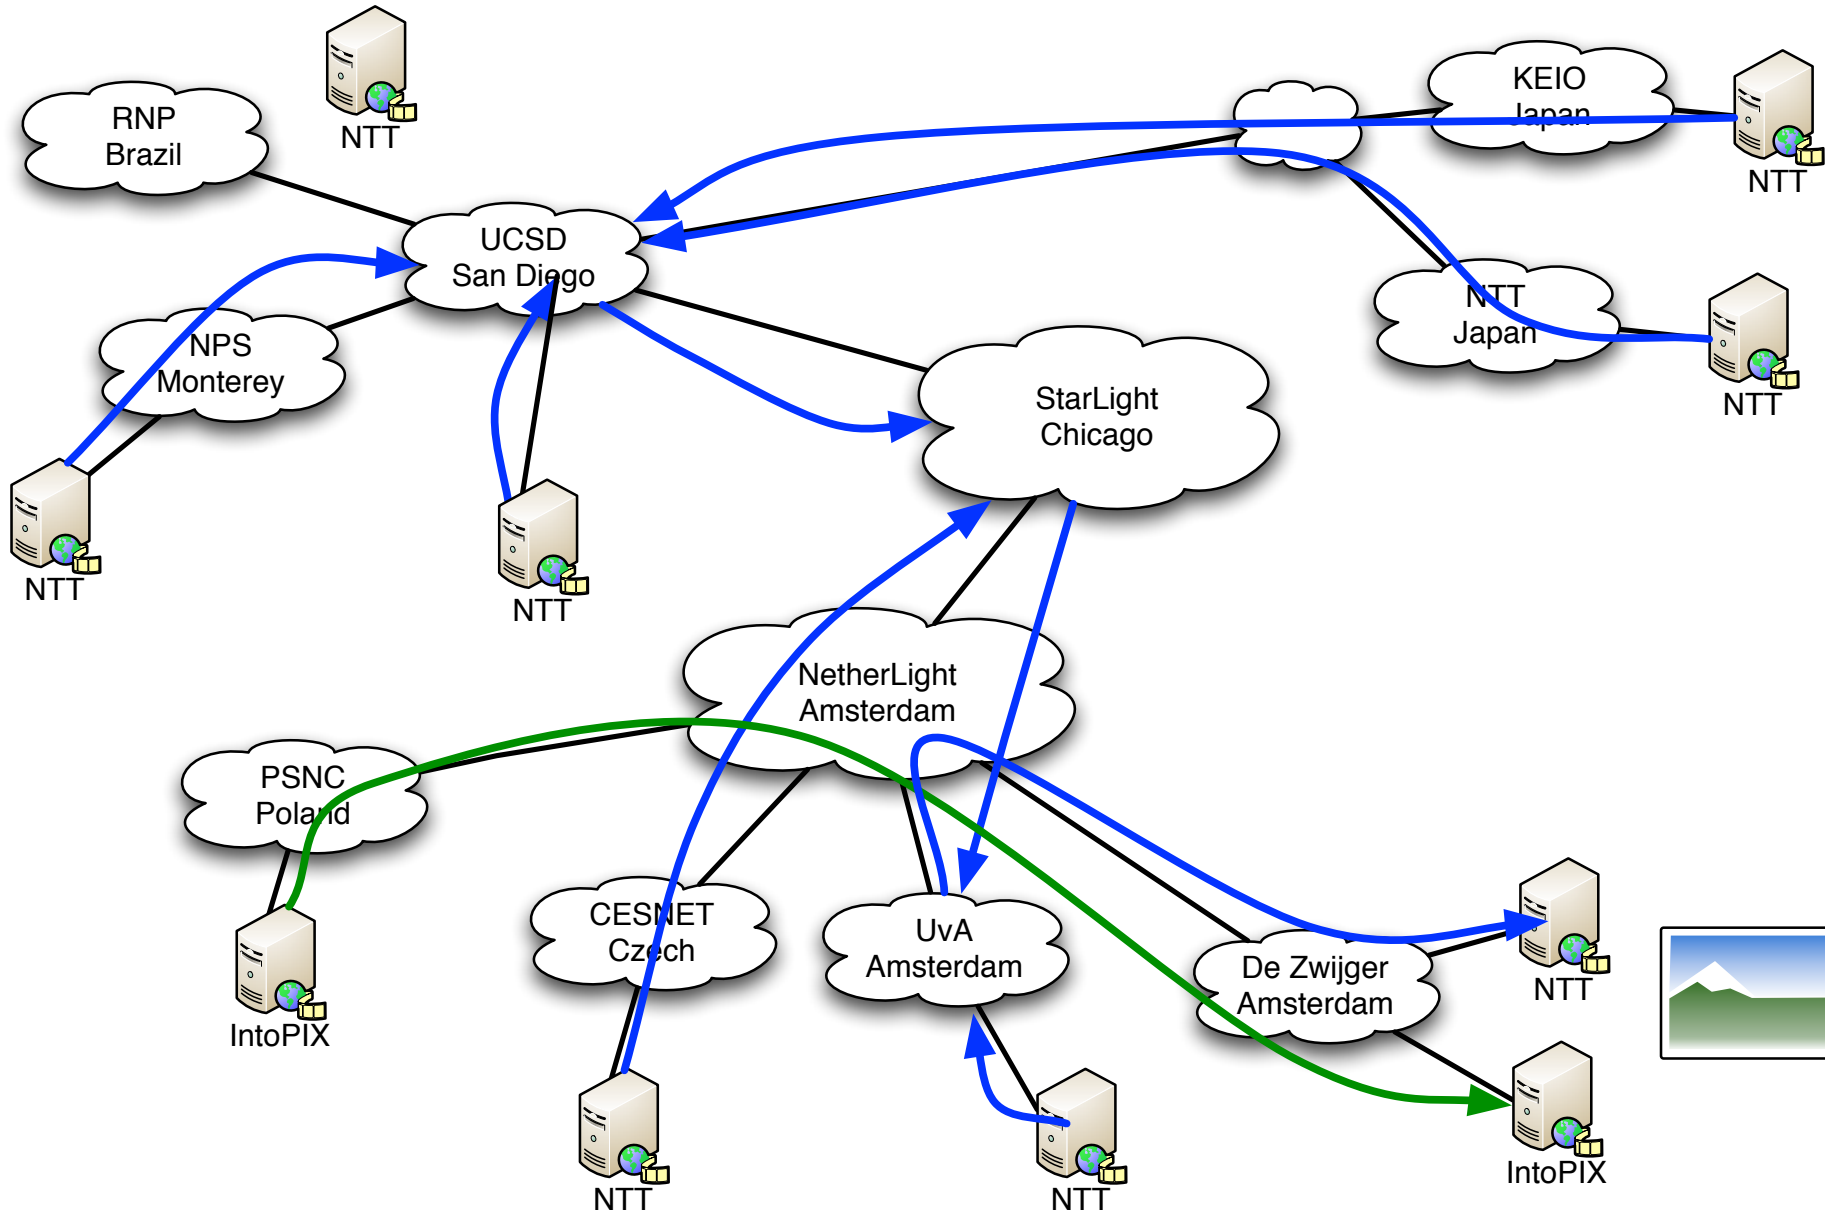 RNP
Brazil
NTT
KEIO
Japan
NTT
UCSD
San Diego
NTT
Japan
NTT
NPS
Monterey
StarLight
Chicago
NTT
NTT
NetherLight
Amsterdam
PSNC
Poland
CESNET
Czech
UvA
Amsterdam
De Zwijger
Amsterdam
NTT
IntoPIX
NTT
NTT
IntoPIX